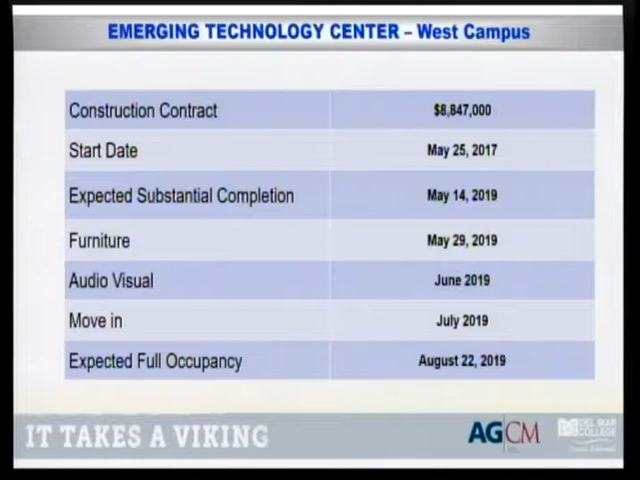 EMERGING TECHNOLOGY CENTER – West Campus
Construction Contract $8,847,000
Start Date May 25, 2017
Expected Substantial Completion May 14, 2019
Furniture May 29, 2019
Audio Visual June 2019
Move in July 2019
Expected Full Occupancy August 22, 2019
IT TAKES A VIKING
AG|CM
DEL MAR
COLLEGE